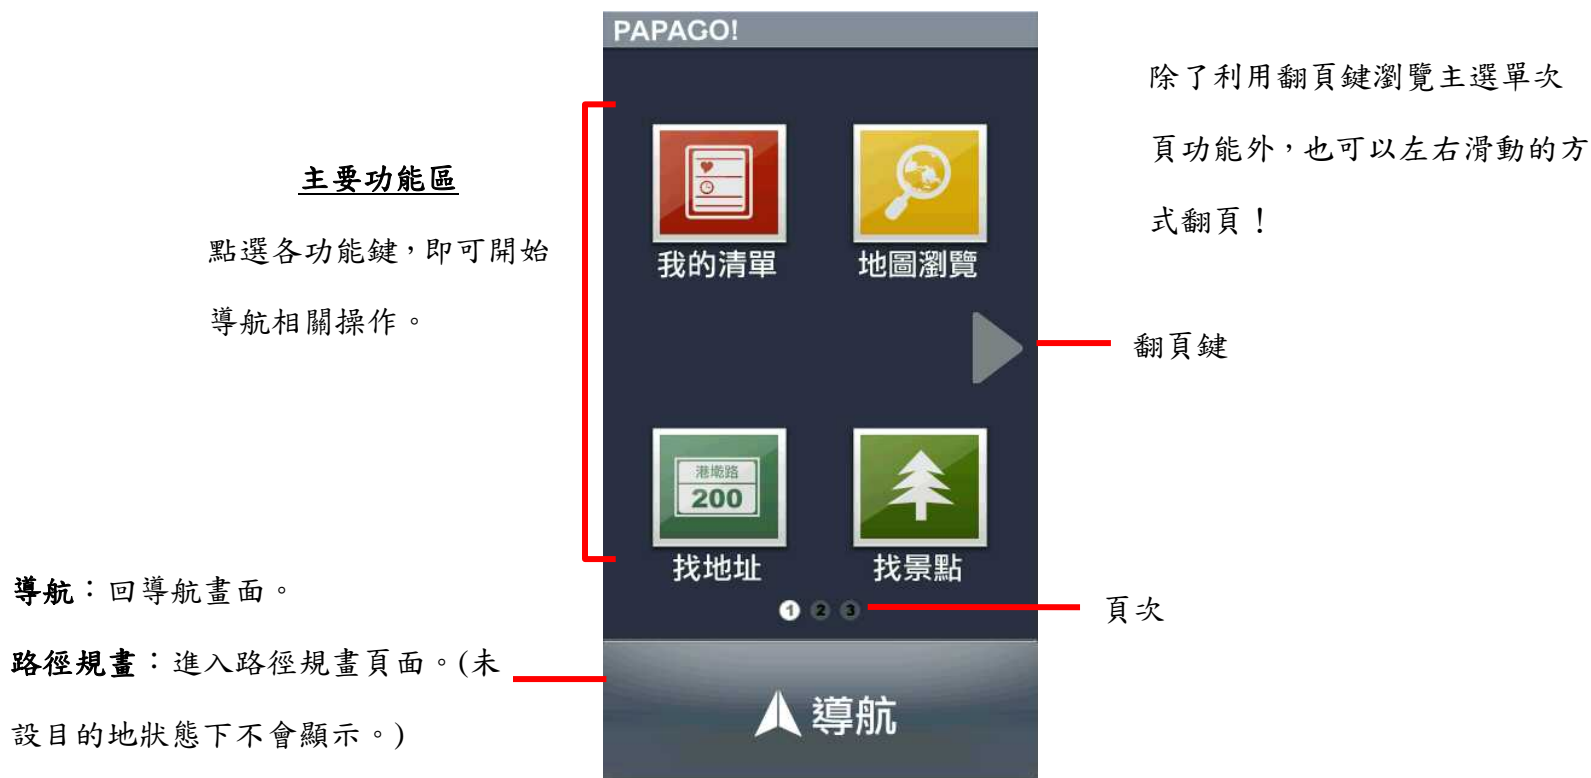 PAPAGO!
除了利用翻頁鍵瀏覽主選單次
頁功能外，也可以左右滑動的方
式翻頁！
主要功能區
點選各功能鍵，即可開始
導航相關操作。
我的清單
地圖瀏覽
翻頁鍵
港墘路
200
找地址
找景點
1 2 3
頁次
導航：回導航畫面。
路徑規畫：進入路徑規畫頁面。(未
設目的地狀態下不會顯示。)
導航